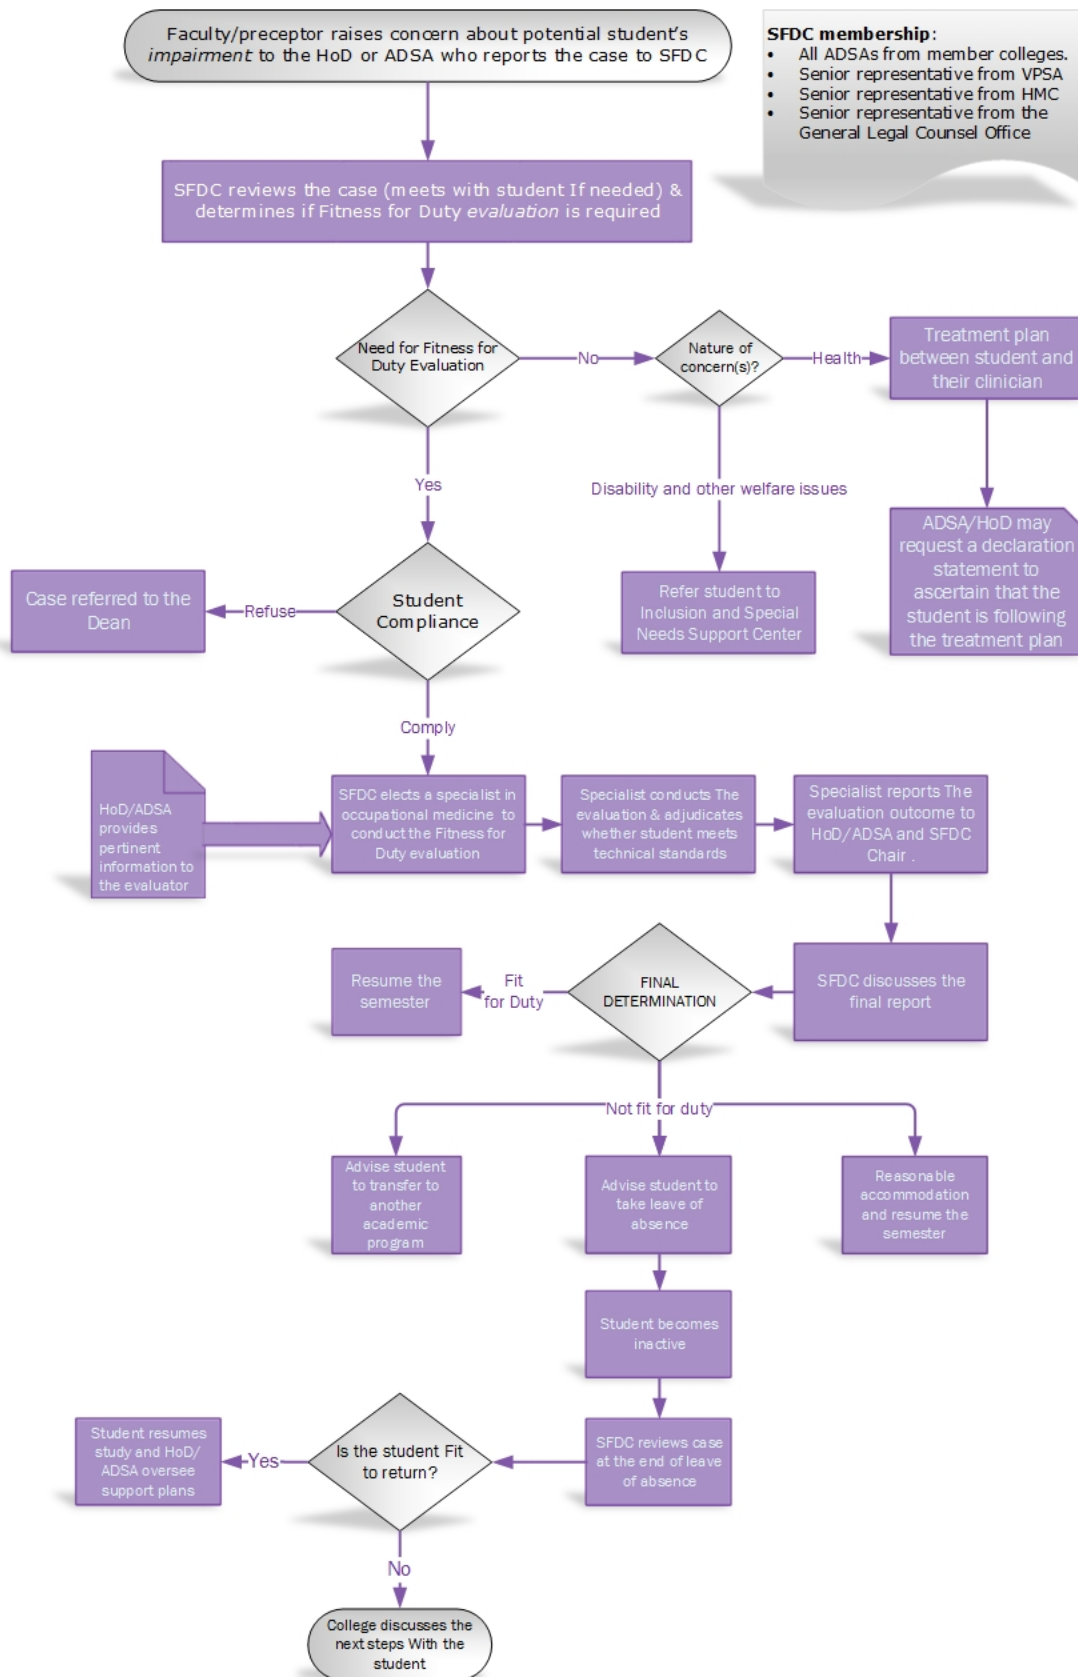 Faculty/preceptor raises concern about potential student's
impairment to the HoD or ADSA who reports the case to SFDC
SFDC membership:
• All ADSAs from member colleges.
• Senior representative from VPSA
• Senior representative from HMC
• Senior representative from the
General Legal Counsel Office
SFDC reviews the case (meets with student If needed) &
determines if Fitness for Duty evaluation is required
Need for Fitness for
Duty Evaluation
No
Nature of
concern(s)?
Health
Treatment plan
between student and
their clinician
Yes
Disability and other welfare issues
ADSA/HoD may
request a declaration
statement to
ascertain that the
student is following
the treatment plan
Case referred to the
Dean
Refuse
Student
Compliance
Refer student to
Inclusion and Special
Needs Support Center
Comply
HoD/ADSA
provides
pertinent
information to
the evaluator
SFDC elects a specialist in
occupational medicine to
conduct the Fitness for
Duty evaluation
Specialist conducts The
evaluation & adjudicates
whether student meets
technical standards
Specialist reports The
evaluation outcome to
HoD/ADSA and SFDC
Chair .
Resume the
semester
Fit
for Duty
FINAL
DETERMINATION
SFDC discusses the
final report
Not fit for duty
Advise student
to transfer to
another
academic
program
Advise student to
take leave of
absence
Reasonable
accommodation
and resume the
semester
Student becomes
inactive
Student resumes
study and HoD/
ADSA oversee
support plans
Yes
Is the student Fit
to return?
SFDC reviews case
at the end of leave
of absence
No
College discusses the
next steps With the
student